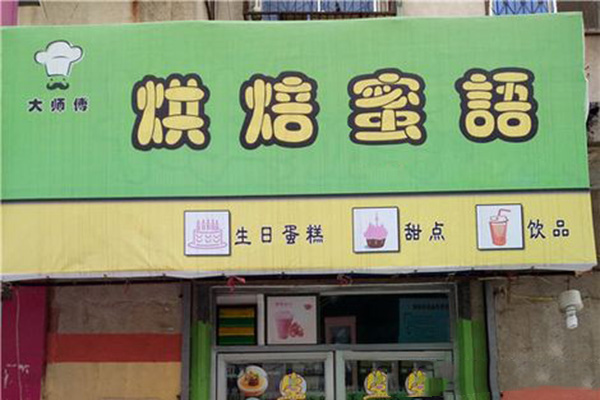 大师傅
烘焙蜜語
生日蛋糕 甜点 饮品